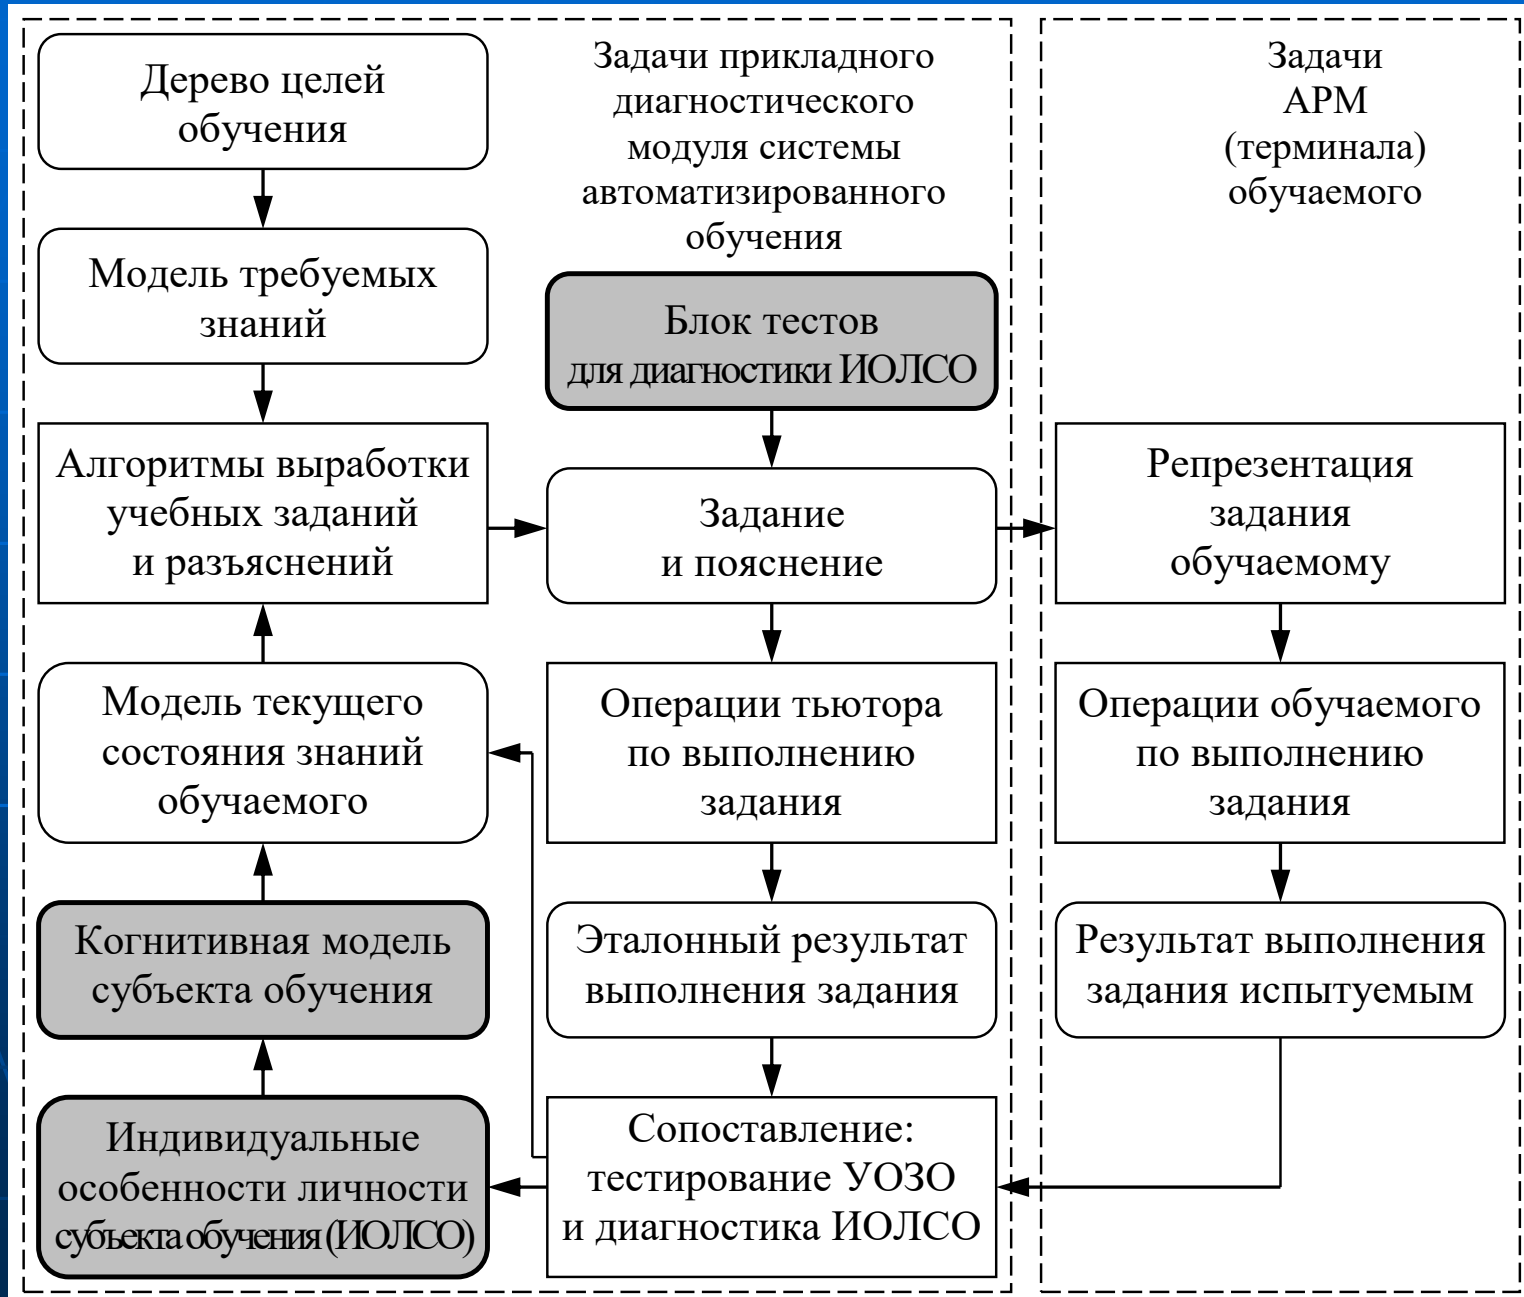 Дерево целей
обучения
Модель требуемых
знаний
Алгоритмы выработки
учебных заданий
и разъяснений
Модель текущего
состояния знаний
обучаемого
Когнитивная модель
субъекта обучения
Индивидуальные
особенности личности
субъекта обучения (ИОЛСО)
Задачи прикладного
диагностического
модуля системы
автоматизированного
обучения
Блок тестов
для диагностики ИОЛСО
Задание
и пояснение
Операции тьютора
по выполнению
задания
Эталонный результат
выполнения задания
Сопоставление:
тестирование УОЗО
и диагностика ИОЛСО
Задачи
АРМ
(терминала)
обучаемого
Репрезентация
задания
обучаемому
Операции обучаемого
по выполнению
задания
Результат выполнения
задания испытуемым